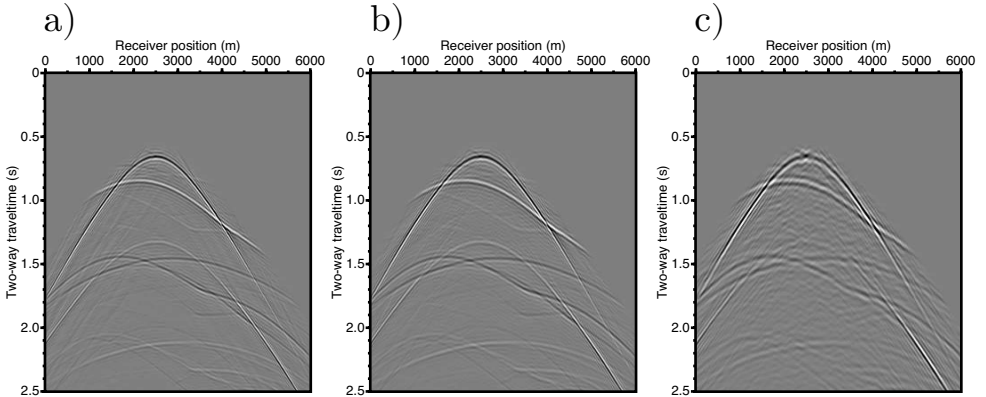 a) b) c)
Receiver position (m) Receiver position (m) Receiver position (m)
0 1000 2000 3000 4000 5000 6000 0 1000 2000 3000 4000 5000 6000 0 1000 2000 3000 4000 5000 6000
0 0 0
0.5 0.5 0.5
1.0 1.0 1.0
Two-way traveltime (s) Two-way traveltime (s) Two-way traveltime (s)
1.5 1.5 1.5
2.0 2.0 2.0
2.5 2.5 2.5